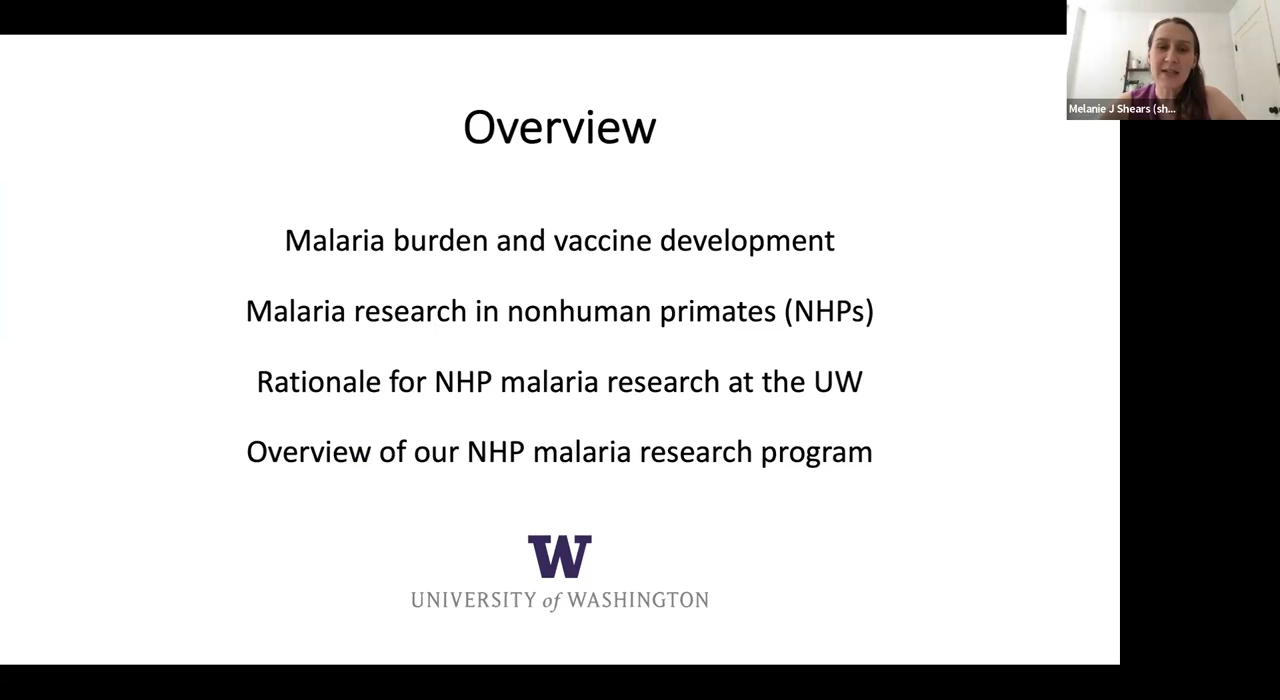 Melanie J Shears (sh...
Overview
Malaria burden and vaccine development
Malaria research in nonhuman primates (NHPs)
Rationale for NHP malaria research at the UW
Overview of our NHP malaria research program
W
UNIVERSITY of WASHINGTON